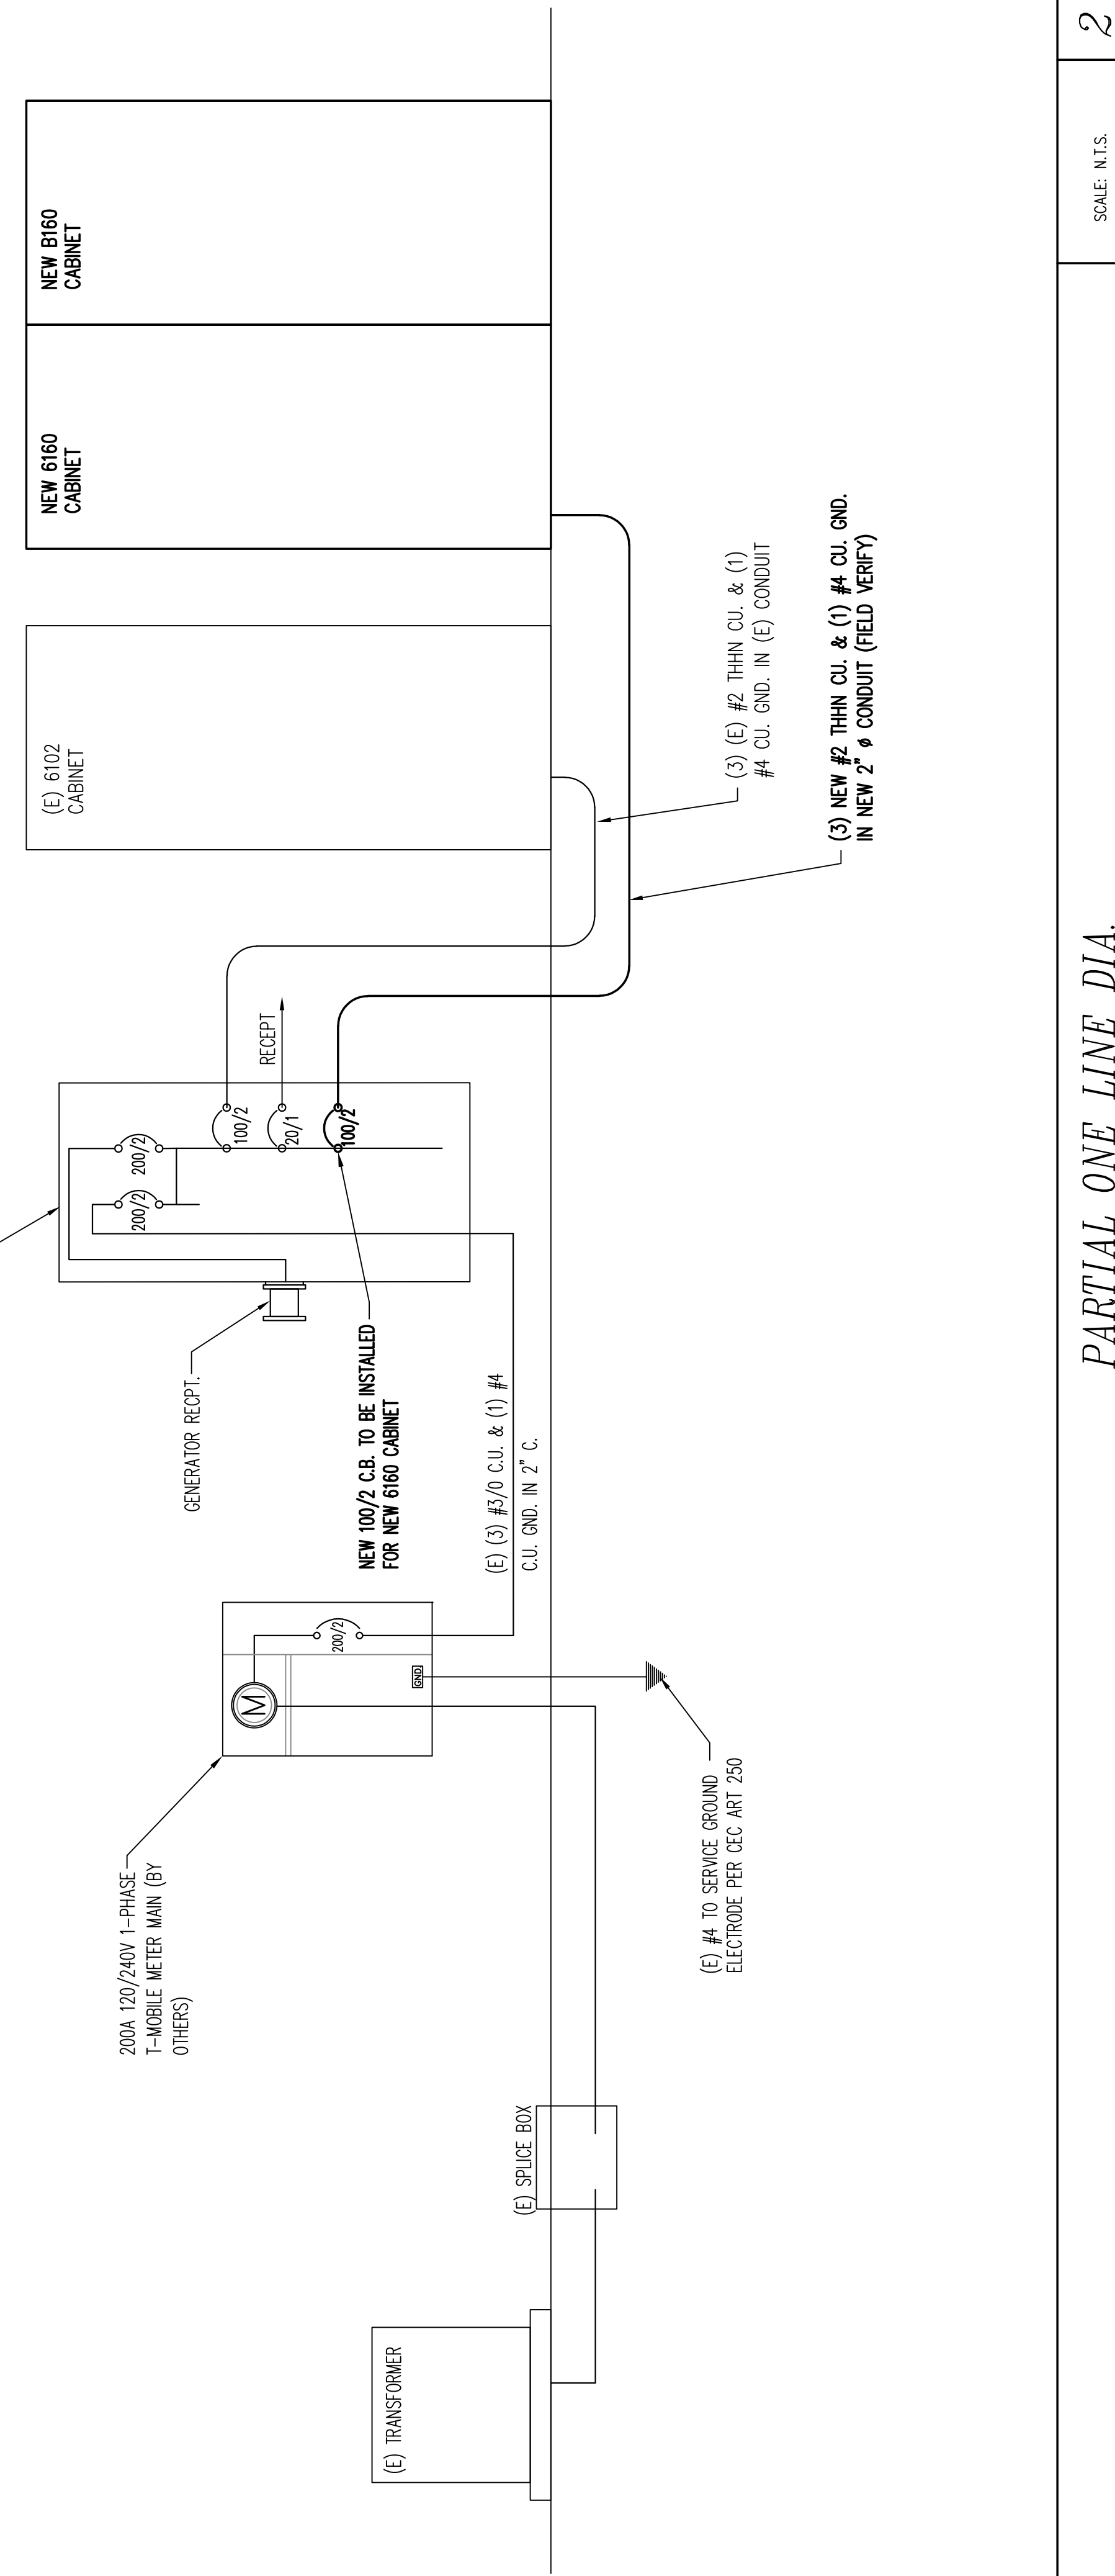 (E) TRANSFORMER
(E) SPLICE BOX
200A 120/240V 1-PHASE
T-MOBILE METER MAIN (BY
OTHERS)
M
200/2
GND
(E) #4 TO SERVICE GROUND
ELECTRODE PER CEC ART 250
GENERATOR RECPT.
NEW 100/2 C.B. TO BE INSTALLED
FOR NEW 6160 CABINET
(E) (3) #3/0 C.U. & (1) #4
C.U. GND. IN 2" C.
200/2
200/2
100/2
20/1
100/2
RECEPT
(E) 6102
CABINET
NEW 6160
CABINET
NEW B160
CABINET
(3) (E) #2 THHN CU. & (1)
#4 CU. GND. IN (E) CONDUIT
(3) NEW #2 THHN CU. & (1) #4 CU. GND.
IN NEW 2" ø CONDUIT (FIELD VERIFY)
PARTIAL ONE LINE DIA.
SCALE: N.T.S.
2